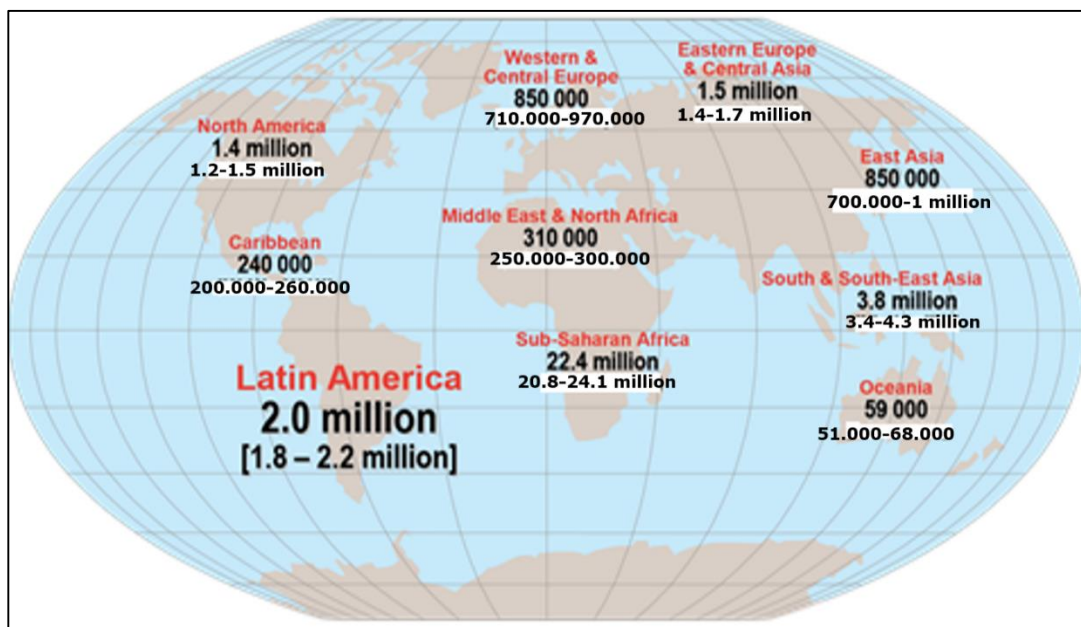 Western &
Central Europe
850 000
710.000-970.000
Eastern Europe
& Central Asia
1.5 million
1.4-1.7 million
North America
1.4 million
1.2-1.5 million
East Asia
850 000
700.000-1 million
Middle East & North Africa
310 000
250.000-300.000
Caribbean
240 000
200.000-260.000
South & South-East Asia
3.8 million
3.4-4.3 million
Sub-Saharan Africa
22.4 million
20.8-24.1 million
Latin America
2.0 million
[1.8 – 2.2 million]
Oceania
59 000
51.000-68.000